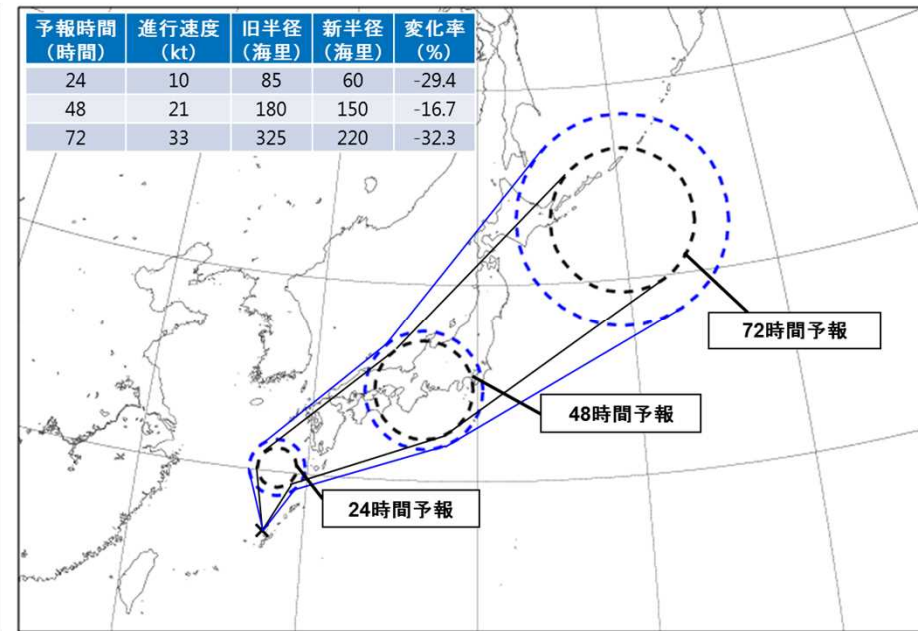 予報時間 進行速度 旧半径 新半径 変化率
(時間) (kt) (海里) (海里) (%)
24 10 85 60 -29.4
48 21 180 150 -16.7
72 33 325 220 -32.3
72時間予報
48時間予報
24時間予報